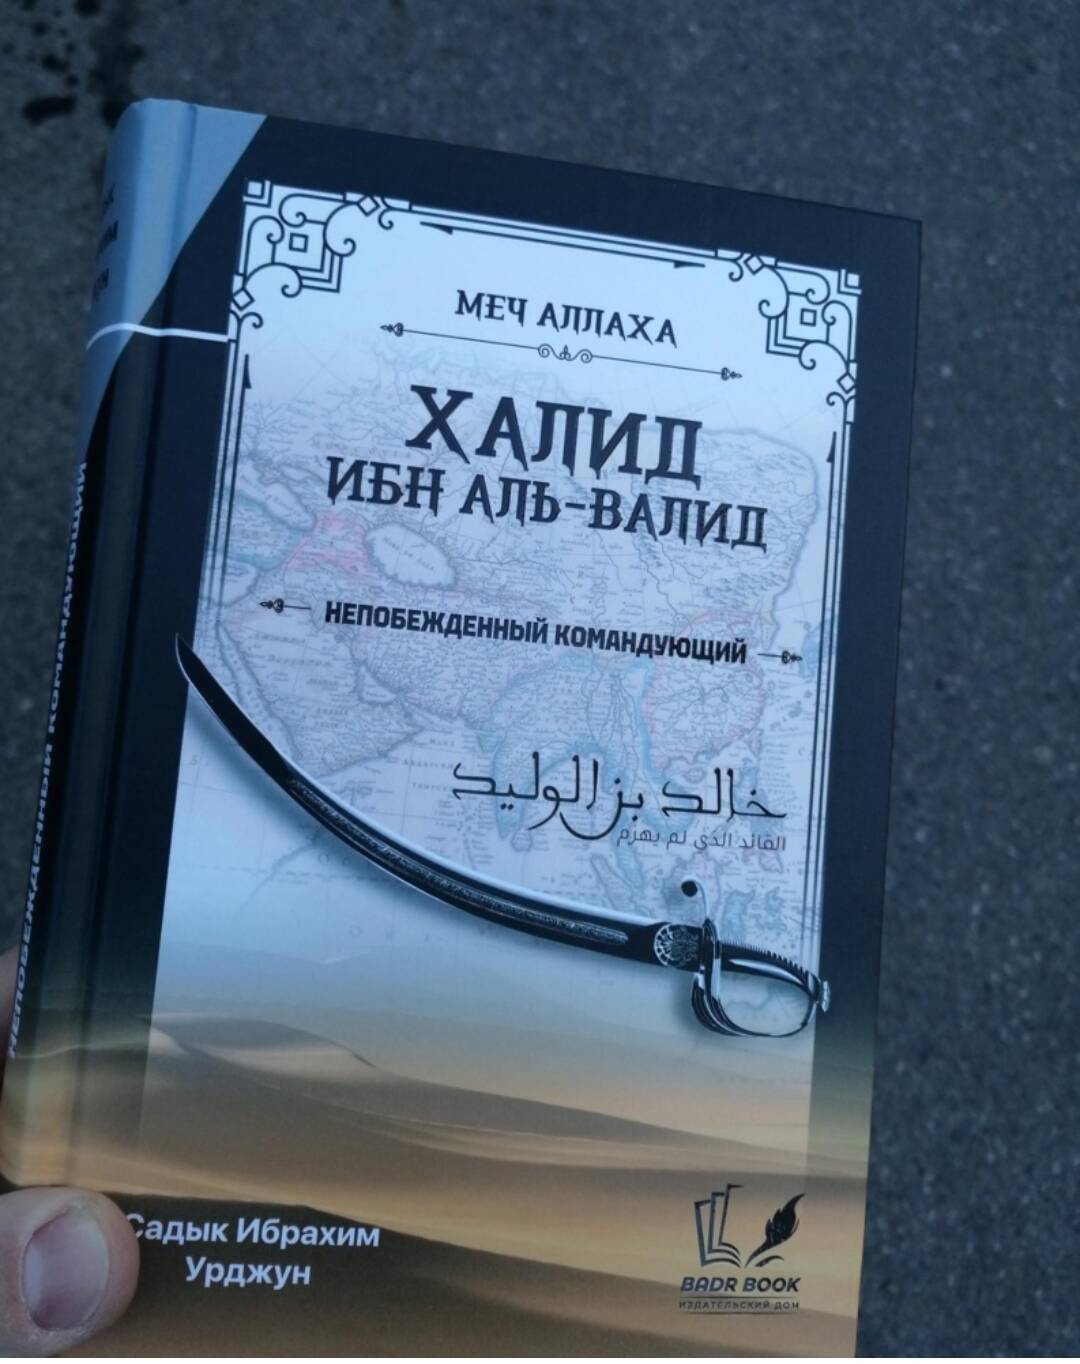 МЕЧ АЛЛАХА
ХАЛИД
ИБН АЛЬ-ВАЛИД
НЕПОБЕЖДЕННЫЙ КОМАНДУЮЩИЙ
خالد بن الوليد
القائد الذي لم يهزم
Садык Ибрахим
Урджун
BADR BOOK
ИЗДАТЕЛЬСКИЙ ДОМ
НЕПОБЕЖДЕННЫЙ КОМАНДУЮЩИЙ